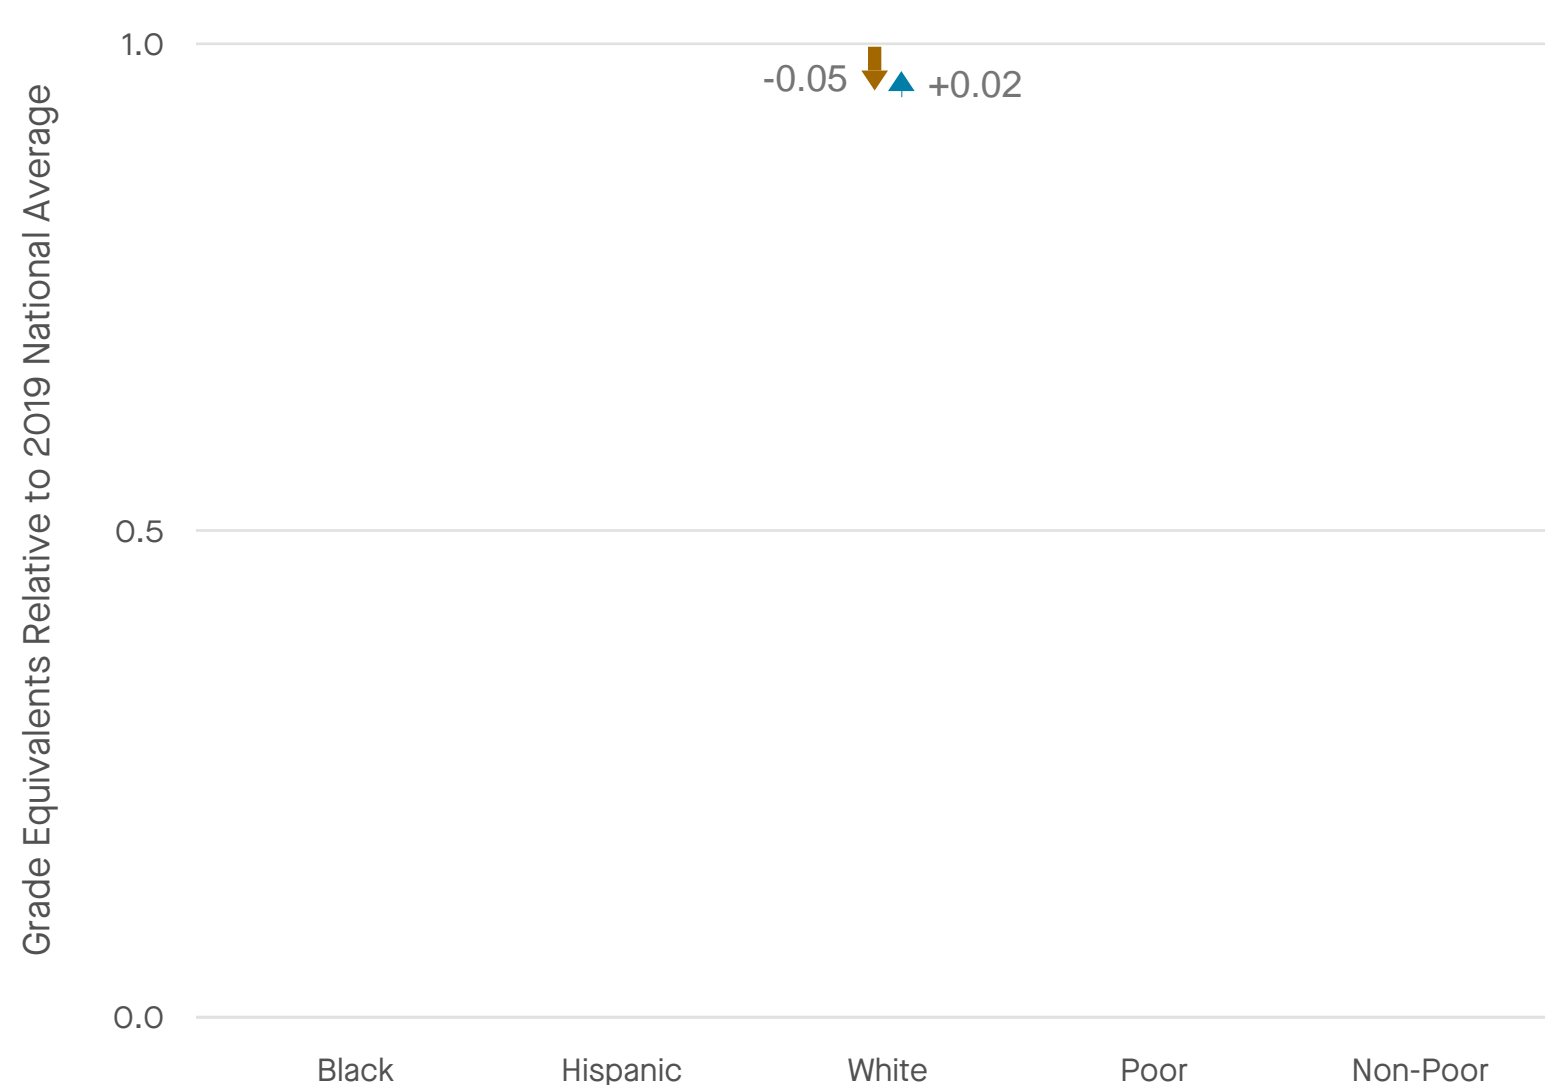 Grade Equivalents Relative to 2019 National Average
1.0
-0.05
+0.02
0.5
0.0
Black
Hispanic
White
Poor
Non-Poor